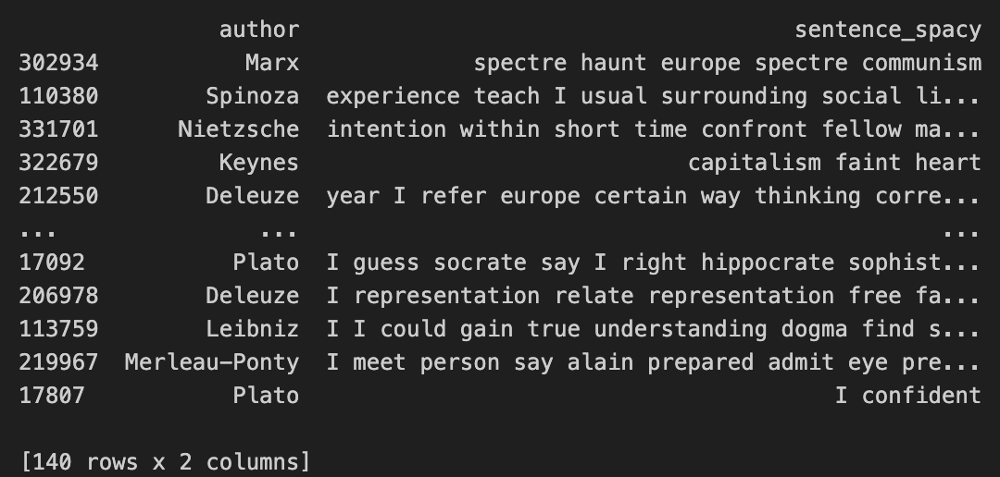 author sentence_spacy
302934 Marx spectre haunt europe spectre communism
110380 Spinoza experience teach I usual surrounding social li...
331701 Nietzsche intention within short time confront fellow ma...
322679 Keynes capitalism faint heart
212550 Deleuze year I refer europe certain way thinking corre...
... ... ...
17092 Plato I guess socrate say I right hippocrate sophist...
206978 Deleuze I representation relate representation free fa...
113759 Leibniz I I could gain true understanding dogma find s...
219967 Merleau-Ponty I meet person say alain prepared admit eye pre...
17807 Plato I confident
[140 rows x 2 columns]